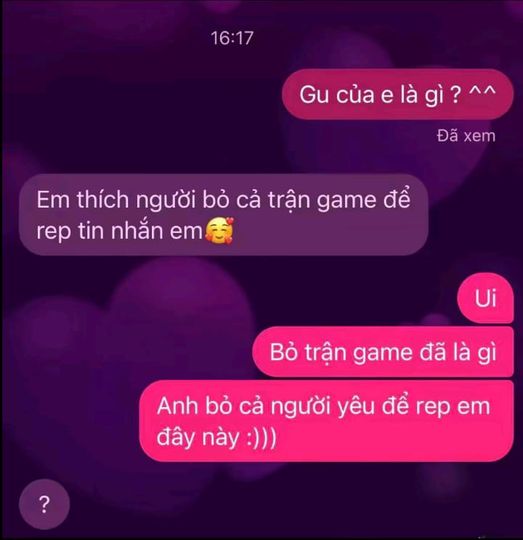 16:17
Gu của e là gì ? ^^
Đã xem
Em thích người bỏ cả trận game để
rep tin nhắn em🥰
Ui
Bỏ trận game đã là gì
Anh bỏ cả người yêu để rep em
đây này :)))
?